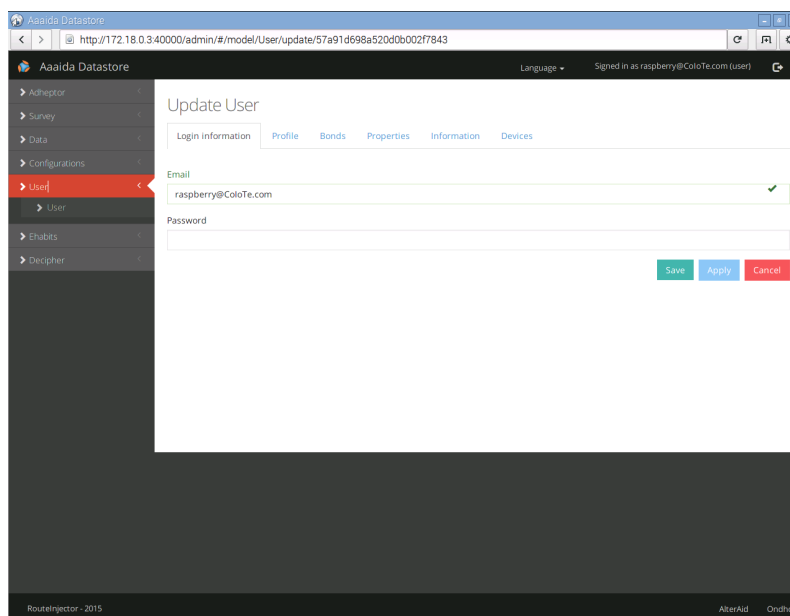 Aaaida Datastore
http://172.18.0.3:40000/admin/#/model/User/update/57a91d698a520d0b002f7843
Aaaida Datastore Language Signed in as raspberry@ColoTe.com (user)
Adheptor
Survey
Data
Configurations
User
User
Ehabits
Decipher
Update User
Login information Profile Bonds Properties Information Devices
Email
raspberry@ColoTe.com
Password
Save Apply Cancel
RouteInjector - 2015 AlterAid